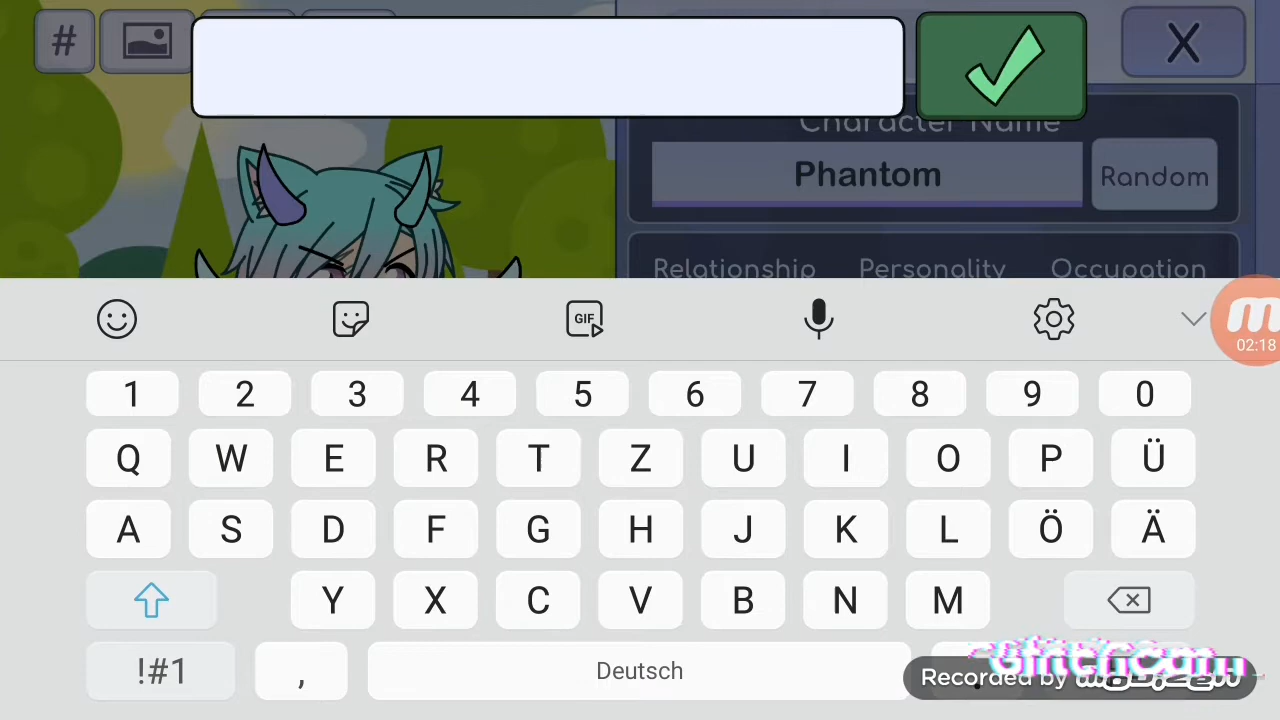 #
X
Character Name
Phantom
Random
Relationship Personality Occupation
GIF
02:18
1 2 3 4 5 6 7 8 9 0
Q W E R T Z U I O P Ü
A S D F G H J K L Ö Ä
Y X C V B N M
!#1 , Deutsch
Recorded by